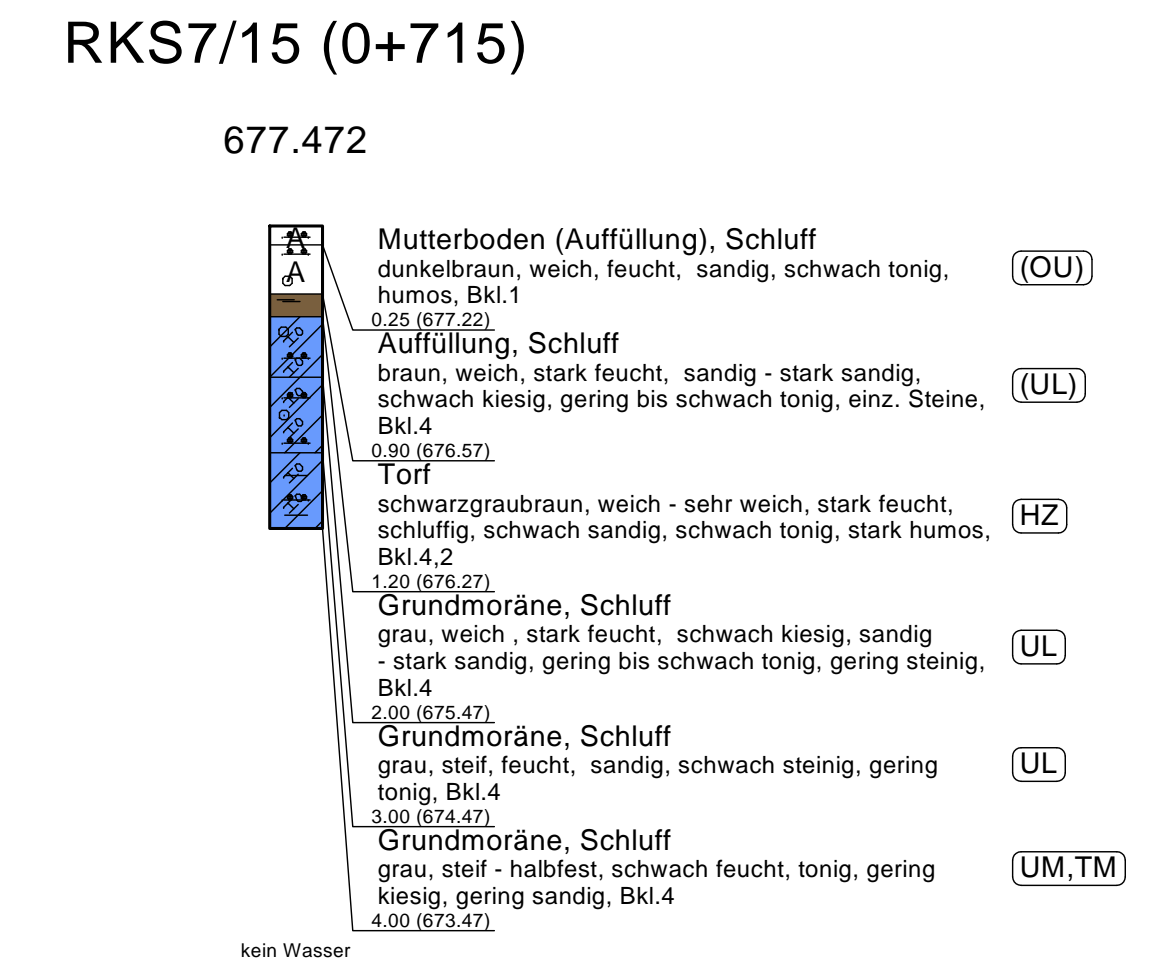 RKS7/15 (0+715)
677.472
A
A
Mutterboden (Auffüllung), Schluff
dunkelbraun, weich, feucht, sandig, schwach tonig,
humos, Bkl.1
(OU)
0.25 (677.22)
Auffüllung, Schluff
braun, weich, stark feucht, sandig - stark sandig,
schwach kiesig, gering bis schwach tonig, einz. Steine,
Bkl.4
(UL)
0.90 (676.57)
Torf
schwarzgraubraun, weich - sehr weich, stark feucht,
schluffig, schwach sandig, schwach tonig, stark humos,
Bkl.4,2
HZ
1.20 (676.27)
Grundmoräne, Schluff
grau, weich , stark feucht, schwach kiesig, sandig
- stark sandig, gering bis schwach tonig, gering steinig,
Bkl.4
UL
2.00 (675.47)
Grundmoräne, Schluff
grau, steif, feucht, sandig, schwach steinig, gering
tonig, Bkl.4
UL
3.00 (674.47)
Grundmoräne, Schluff
grau, steif - halbfest, schwach feucht, tonig, gering
kiesig, gering sandig, Bkl.4
UM,TM
4.00 (673.47)
kein Wasser